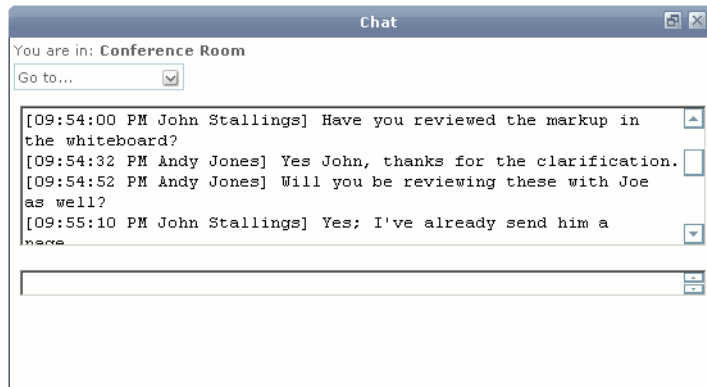 Chat
You are in: Conference Room
Go to...
[09:54:00 PM John Stallings] Have you reviewed the markup in
the whiteboard?
[09:54:32 PM Andy Jones] Yes John, thanks for the clarification.
[09:54:52 PM Andy Jones] Will you be reviewing these with Joe
as well?
[09:55:10 PM John Stallings] Yes; I've already send him a
page